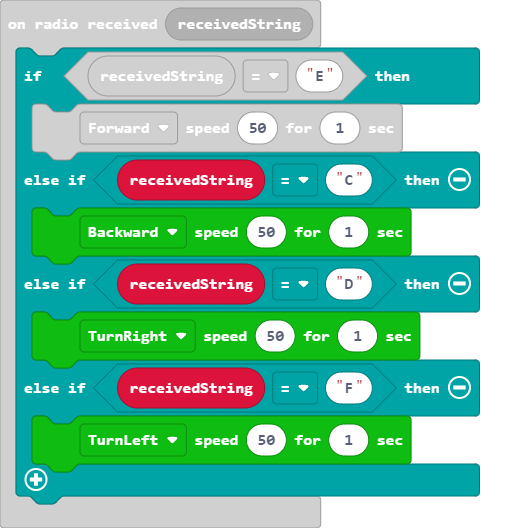 on radio received receivedString
if receivedString = "E" then
Forward speed 50 for 1 sec
else if receivedString = "C" then
Backward speed 50 for 1 sec
else if receivedString = "D" then
TurnRight speed 50 for 1 sec
else if receivedString = "F" then
TurnLeft speed 50 for 1 sec